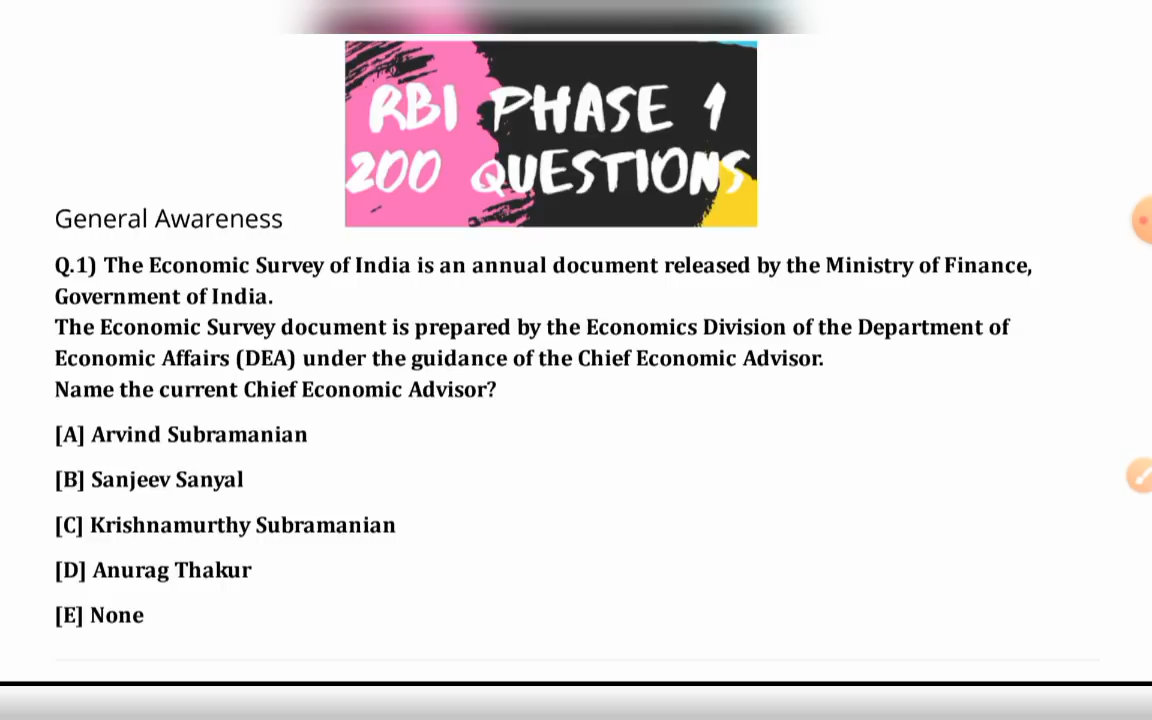 RBI PHASE 1
200 QUESTIONS
General Awareness
Q.1) The Economic Survey of India is an annual document released by the Ministry of Finance,
Government of India.
The Economic Survey document is prepared by the Economics Division of the Department of
Economic Affairs (DEA) under the guidance of the Chief Economic Advisor.
Name the current Chief Economic Advisor?
[A] Arvind Subramanian
[B] Sanjeev Sanyal
[C] Krishnamurthy Subramanian
[D] Anurag Thakur
[E] None